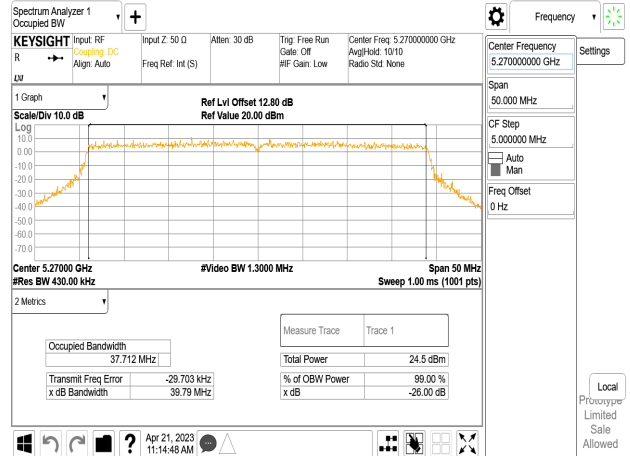 Spectrum Analyzer 1
Occupied BW
KEYSIGHT
R
LXI
Input: RF
Coupling: DC
Align: Auto
Input Z: 50 Ω
Freq Ref: Int (S)
Atten: 30 dB
Trig: Free Run
Gate: Off
#IF Gain: Low
Center Freq: 5.270000000 GHz
Avg|Hold: 10/10
Radio Std: None
1 Graph
Scale/Div 10.0 dB
Ref Lvl Offset 12.80 dB
Ref Value 20.00 dBm
Log
10.0
0.00
-10.0
-20.0
-30.0
-40.0
-50.0
-60.0
-70.0
Center 5.27000 GHz
#Video BW 1.3000 MHz
Span 50 MHz
#Res BW 430.00 kHz
Sweep 1.00 ms (1001 pts)
2 Metrics
Measure Trace Trace 1
Occupied Bandwidth
37.712 MHz
Total Power 24.5 dBm
Transmit Freq Error -29.703 kHz
% of OBW Power 99.00 %
x dB Bandwidth 39.79 MHz
x dB -26.00 dB
Apr 21, 2023
11:14:48 AM
Frequency
Center Frequency
5.270000000 GHz
Settings
Span
50.000 MHz
CF Step
5.000000 MHz
Auto
Man
Freq Offset
0 Hz
Local
Prototype
Limited
Sale
Allowed